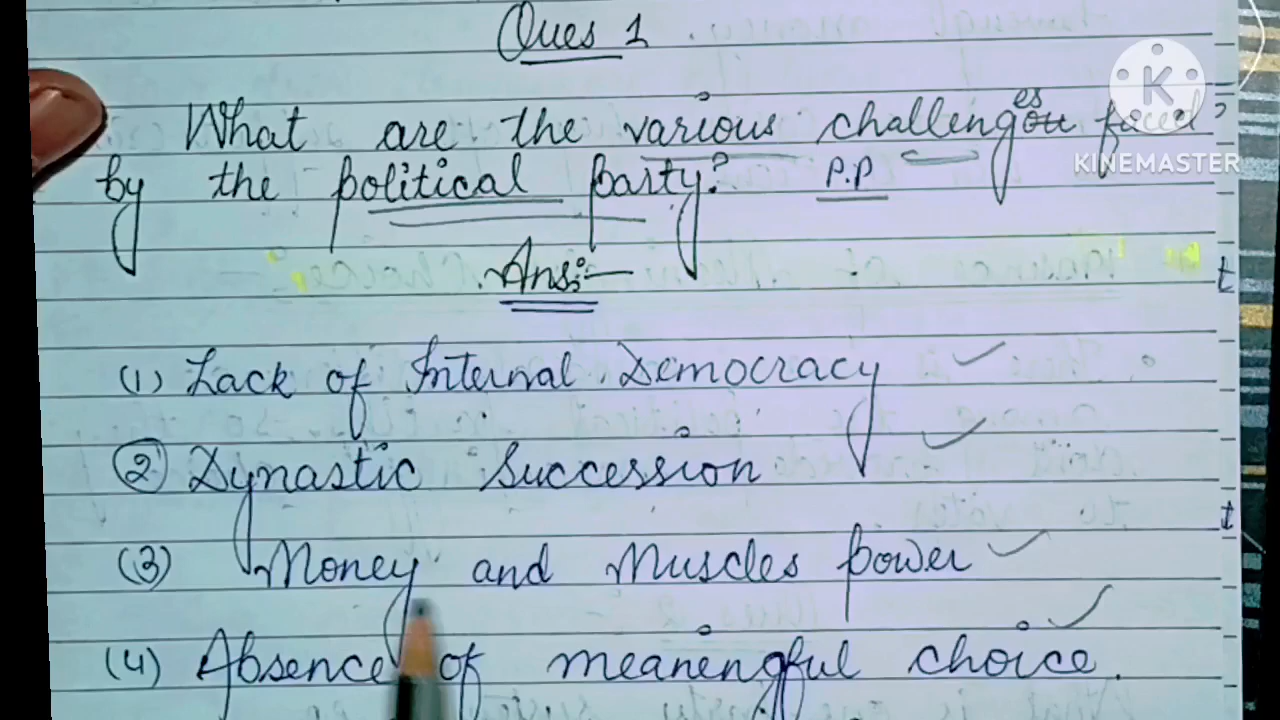 Ques 1
What are the various challenges faced
by the political party? P.P
Ans:-
(1) Lack of Internal Democracy
(2) Dynastic Succession
(3) Money and Muscles power
(4) Absence of meaningful choice.
K
KINEMASTER
t
t